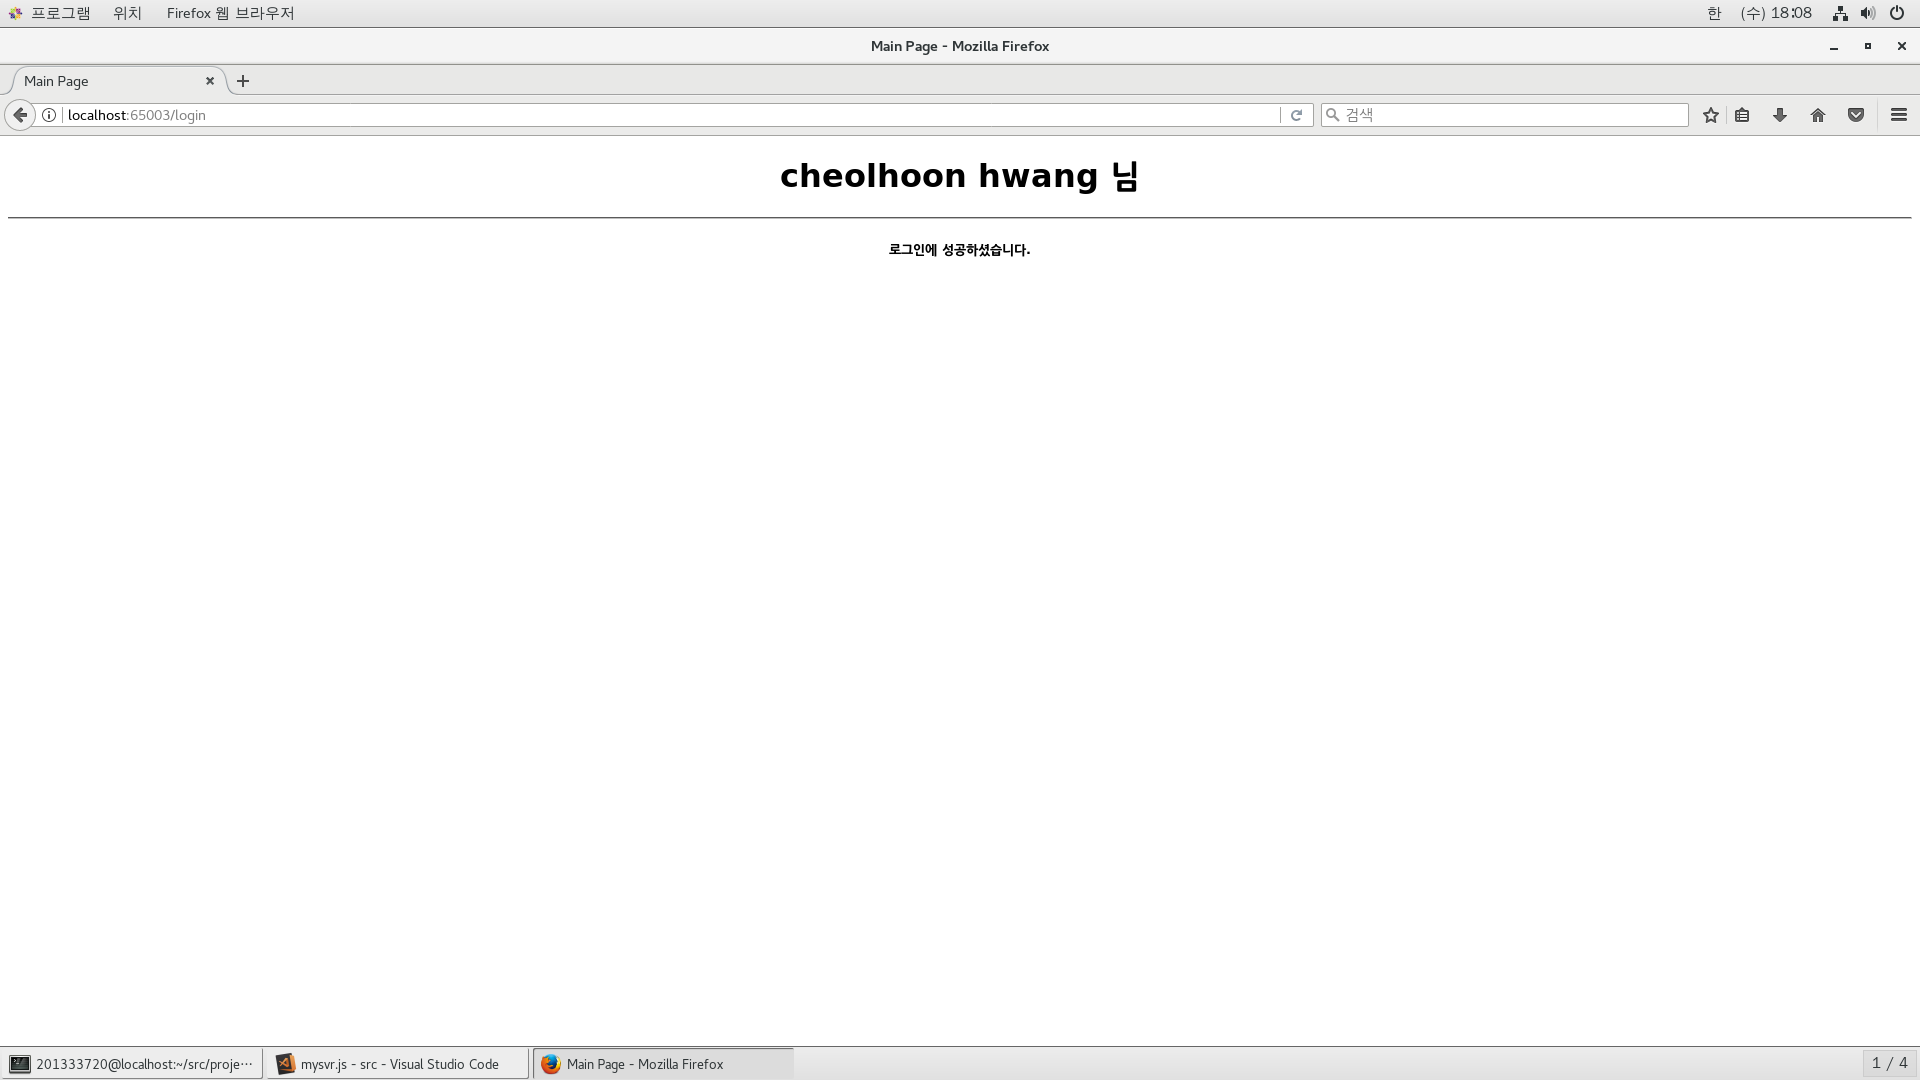 프로그램 위치 Firefox 웹 브라우저 한 (수) 18:08
Main Page - Mozilla Firefox
Main Page
localhost:65003/login 검색
cheolhoon hwang 님
로그인에 성공하셨습니다.
201333720@localhost:~/src/proje··· mysvr.js - src - Visual Studio Code Main Page - Mozilla Firefox 1 / 4